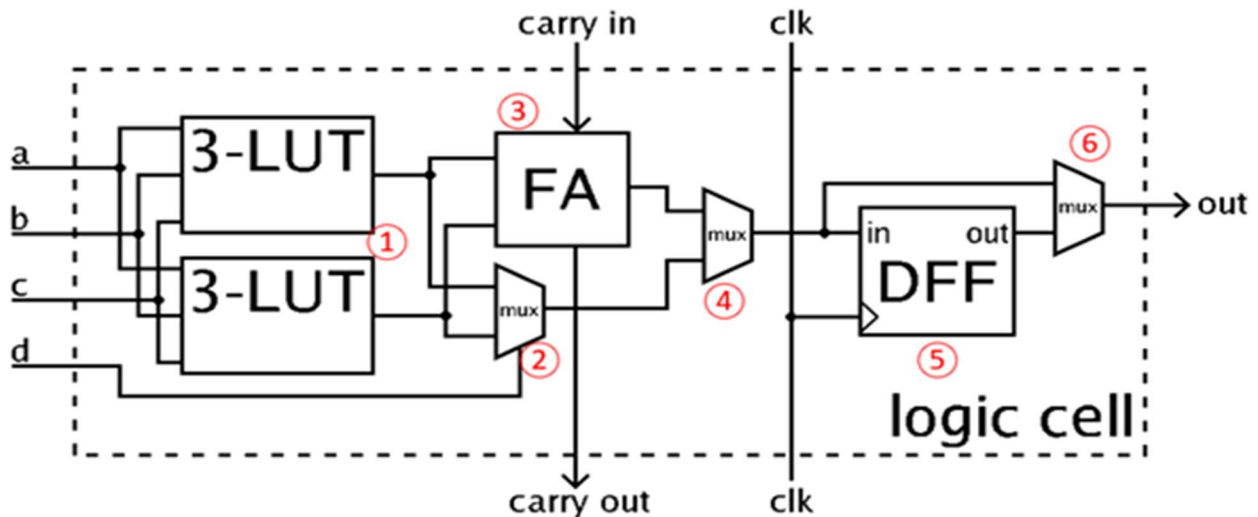 carry in
clk
③
⑥
a
3-LUT
FA
b
①
mux
mux
out
in
out
c
3-LUT
DFF
mux
④
d
②
⑤
logic cell
carry out
clk